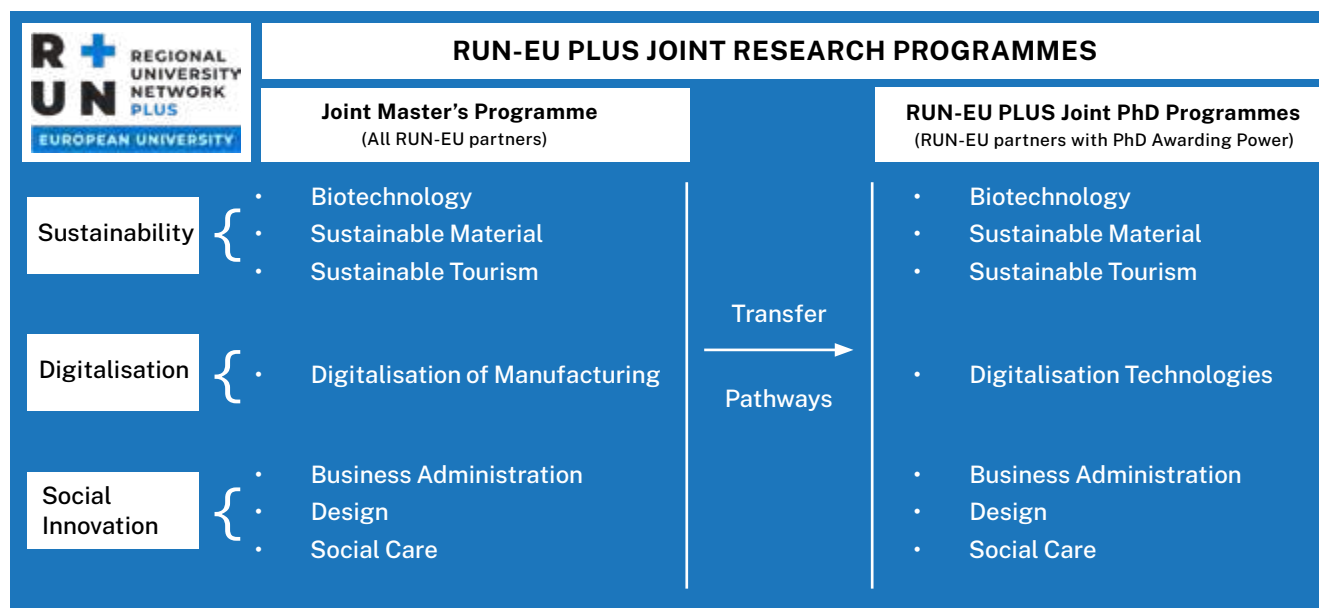 R+
UN
REGIONAL
UNIVERSITY
NETWORK
PLUS
EUROPEAN UNIVERSITY
RUN-EU PLUS JOINT RESEARCH PROGRAMMES
Joint Master's Programme
(All RUN-EU partners)
RUN-EU PLUS Joint PhD Programmes
(RUN-EU partners with PhD Awarding Power)
Sustainability
{
• Biotechnology
• Sustainable Material
• Sustainable Tourism
Digitalisation
{
• Digitalisation of Manufacturing
Social
Innovation
{
• Business Administration
• Design
• Social Care
Transfer
Pathways
• Biotechnology
• Sustainable Material
• Sustainable Tourism
• Digitalisation Technologies
• Business Administration
• Design
• Social Care